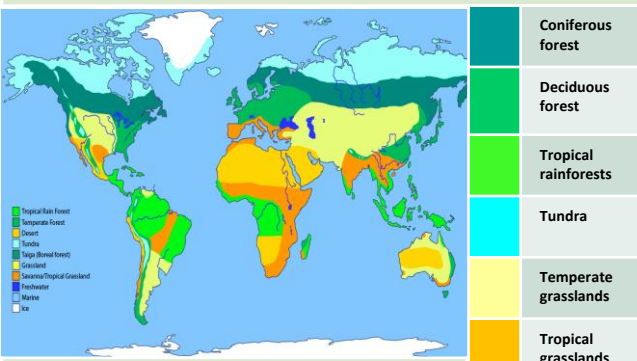 Tropical Rain Forest
Temperate Forest
Desert
Tundra
Taiga (Boreal forest)
Grassland
Savanna/Tropical Grassland
Freshwater
Marine
Ice
Coniferous
forest
Deciduous
forest
Tropical
rainforests
Tundra
Temperate
grasslands
Tropical
grasslands